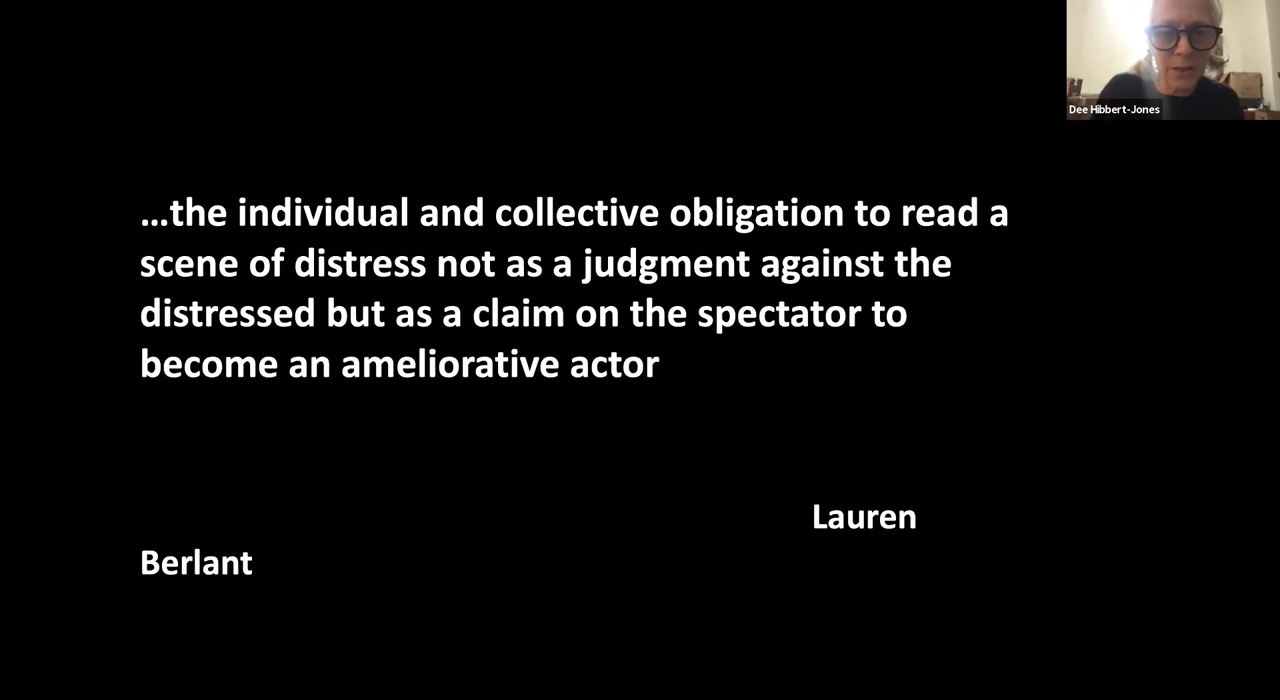 Dee Hibbert-Jones
…the individual and collective obligation to read a
scene of distress not as a judgment against the
distressed but as a claim on the spectator to
become an ameliorative actor
Lauren
Berlant